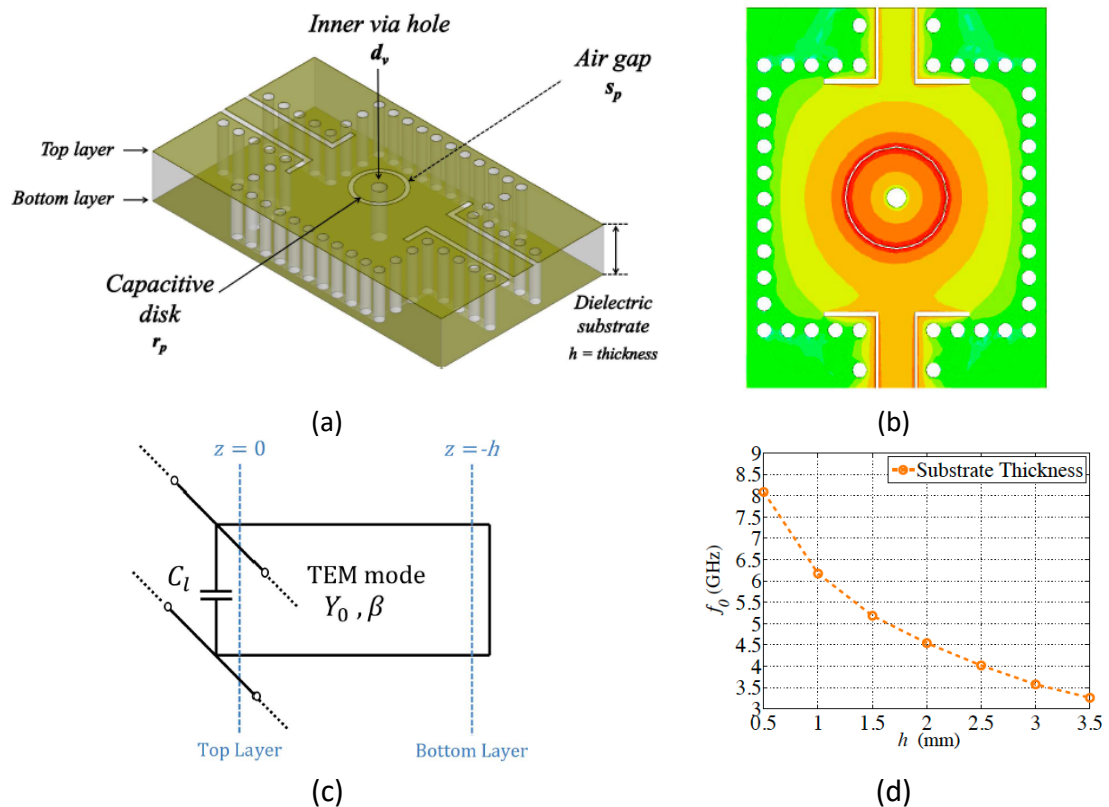 Inner via hole
d_v
Air gap
s_p
Top layer
Bottom layer
Capacitive
disk
r_p
Dielectric
substrate
h = thickness
(a)
(b)
z = 0
z = -h
C_l
TEM mode
Y_0 , β
Top Layer
Bottom Layer
(c)
Substrate Thickness
f_0 (GHz)
9
8.5
8
7.5
7
6.5
6
5.5
5
4.5
4
3.5
3
0.5 1 1.5 2 2.5 3 3.5
h (mm)
(d)